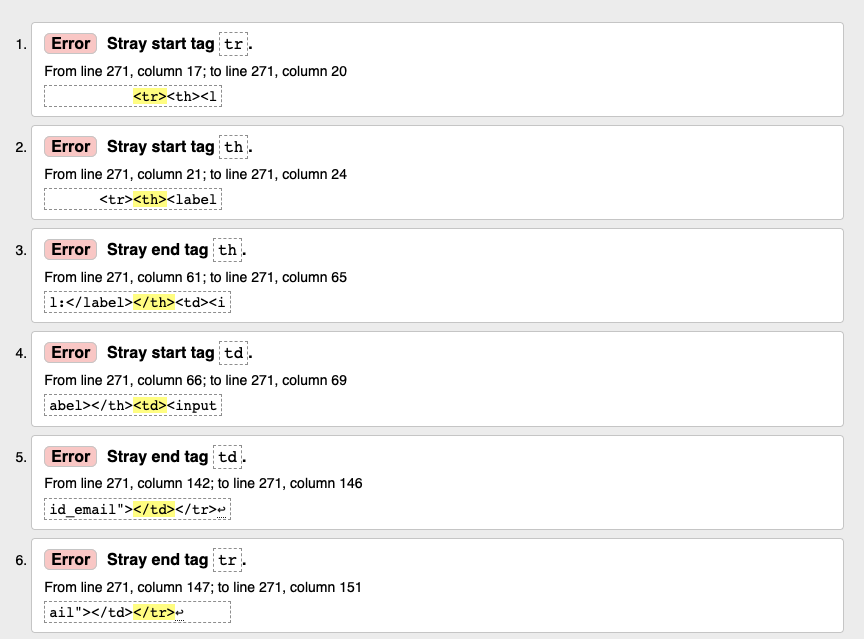 1. Error Stray start tag tr.
From line 271, column 17; to line 271, column 20
<tr><th><l
2. Error Stray start tag th.
From line 271, column 21; to line 271, column 24
<tr><th><label
3. Error Stray end tag th.
From line 271, column 61; to line 271, column 65
l:</label></th><td><i
4. Error Stray start tag td.
From line 271, column 66; to line 271, column 69
abel></th><td><input
5. Error Stray end tag td.
From line 271, column 142; to line 271, column 146
id_email"></td></tr>↩
6. Error Stray end tag tr.
From line 271, column 147; to line 271, column 151
ail"></td></tr>↩